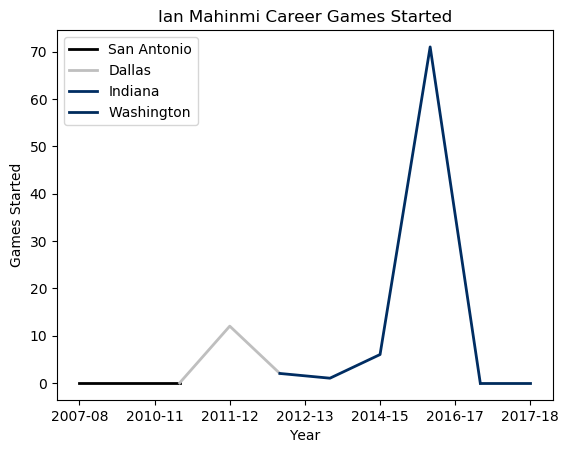 Ian Mahinmi Career Games Started
San Antonio
Dallas
Indiana
Washington
Games Started
70
60
50
40
30
20
10
0
2007-08 2010-11 2011-12 2012-13 2014-15 2016-17 2017-18
Year